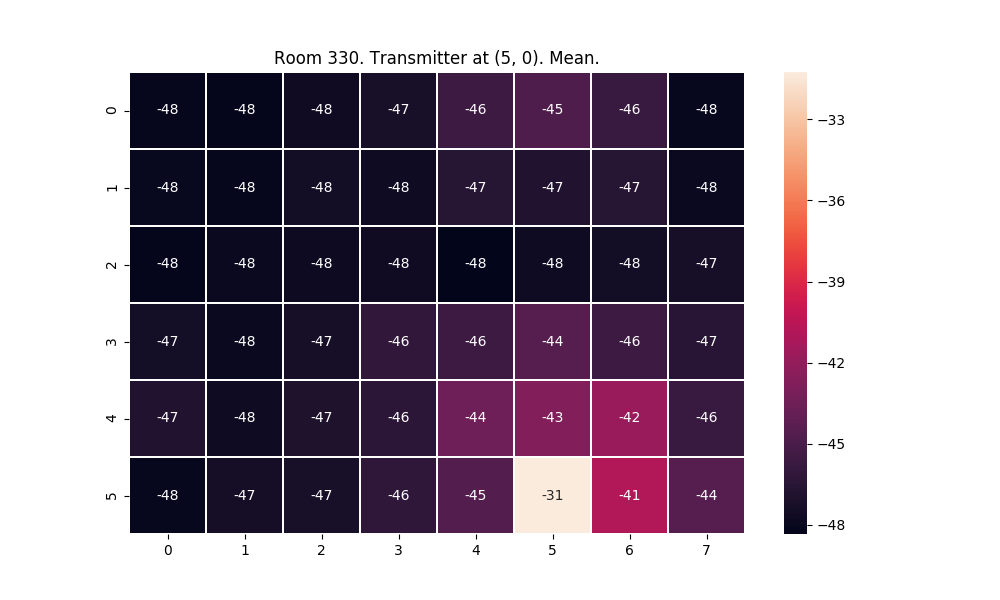 Room 330. Transmitter at (5, 0). Mean.
0 -48 -48 -48 -47 -46 -45 -46 -48
1 -48 -48 -48 -48 -47 -47 -47 -48
2 -48 -48 -48 -48 -48 -48 -48 -47
3 -47 -48 -47 -46 -46 -44 -46 -47
4 -47 -48 -47 -46 -44 -43 -42 -46
5 -48 -47 -47 -46 -45 -31 -41 -44
0 1 2 3 4 5 6 7
−33
−36
−39
−42
−45
−48